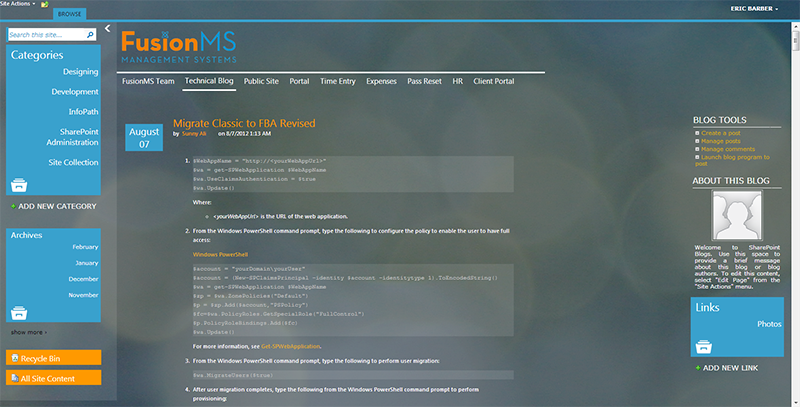 Site Actions
BROWSE
ERIC BARBER
Search this site...
Categories
Designing
Development
InfoPath
SharePoint
Administration
Site Collection
ADD NEW CATEGORY
Archives
February
January
December
November
show more
Recycle Bin
All Site Content
FusionMS
MANAGEMENT SYSTEMS
FusionMS Team Technical Blog Public Site Portal Time Entry Expenses Pass Reset HR Client Portal
August
07
Migrate Classic to FBA Revised
by Sunny AK on 8/7/2012 1:13 AM
1. $WebAppName = "http://<yourWebAppUrl>"
$wa = get-SPWebApplication $WebAppName
$wa.UseClaimsAuthentication = $true
$wa.Update()
Where:
<yourWebAppUrl> is the URL of the web application.
2. From the Windows PowerShell command prompt, type the following to configure the policy to enable the user to have full
access:
Windows PowerShell
$account = "yourDomain\yourUser"
$account = (New-SPClaimsPrincipal -identity $account -identitytype 1).ToEncodedString()
$wa = get-SPWebApplication $WebAppName
$zp = $wa.ZonePolicies("Default")
$p = $zp.Add($account,"PSPolicy")
$fc=$wa.PolicyRoles.GetSpecialRole("FullControl")
$p.PolicyRoleBindings.Add($fc)
$wa.Update()
For more information, see Get-SPWebApplication.
3. From the Windows PowerShell command prompt, type the following to perform user migration:
$wa.MigrateUsers($true)
4. After user migration completes, type the following from the Windows PowerShell command prompt to perform
provisioning:
BLOG TOOLS
Create a post
Manage posts
Manage comments
Launch blog program to
post
ABOUT THIS BLOG
Welcome to SharePoint
Blogs. Use this space to
provide a brief message
about this blog or blog
authors. To edit this content,
select "Edit Page" from the
"Site Actions" menu.
Links
Photos
ADD NEW LINK